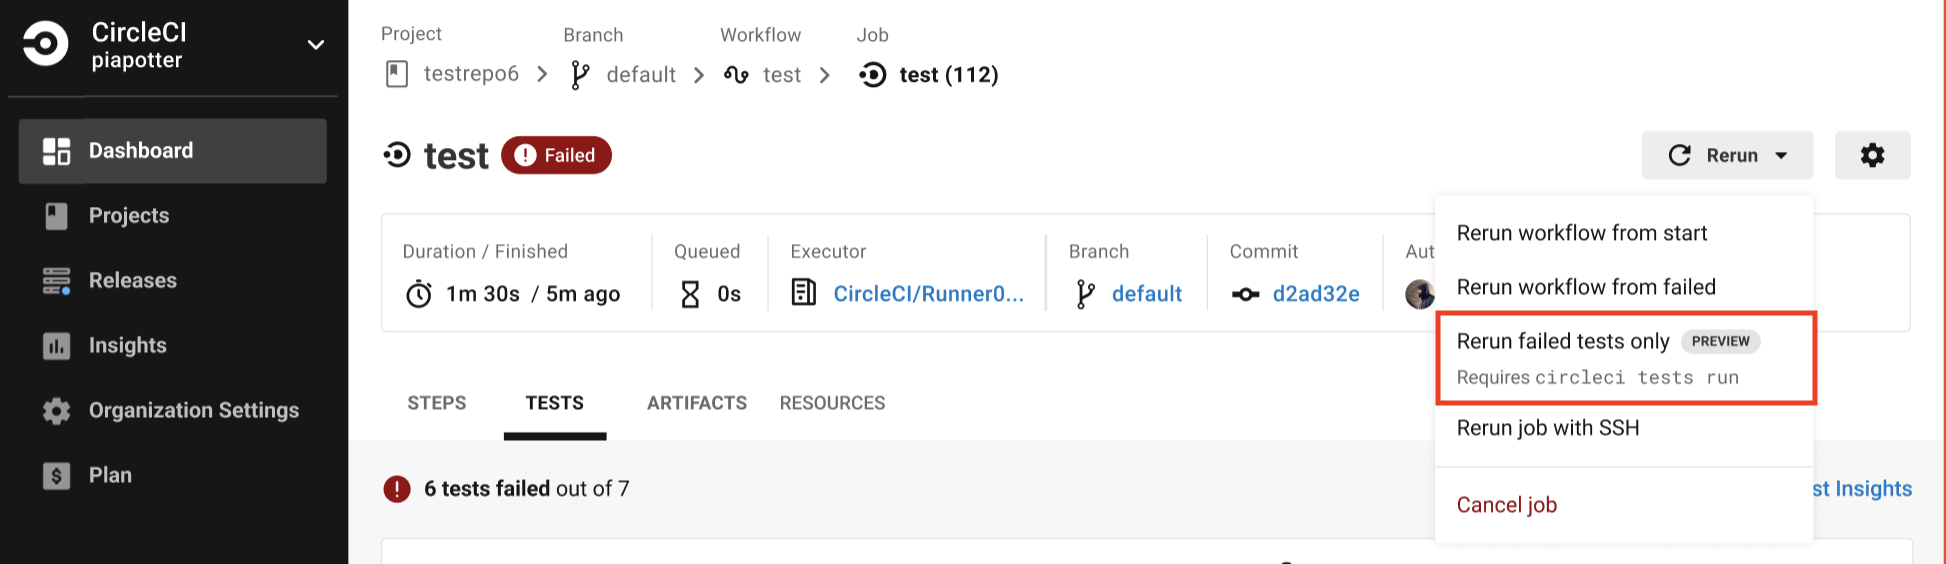 CircleCI
piapotter
Dashboard
Projects
Releases
Insights
Organization Settings
Plan
Project
Branch
Workflow
Job
testrepo6
default
test
test (112)
test
Failed
Rerun
Duration / Finished
1m 30s / 5m ago
Queued
0s
Executor
CircleCI/Runner0...
Branch
default
Commit
d2ad32e
Aut
Rerun workflow from start
Rerun workflow from failed
Rerun failed tests only PREVIEW
Requires circleci tests run
Rerun job with SSH
Cancel job
STEPS
TESTS
ARTIFACTS
RESOURCES
6 tests failed out of 7
st Insights